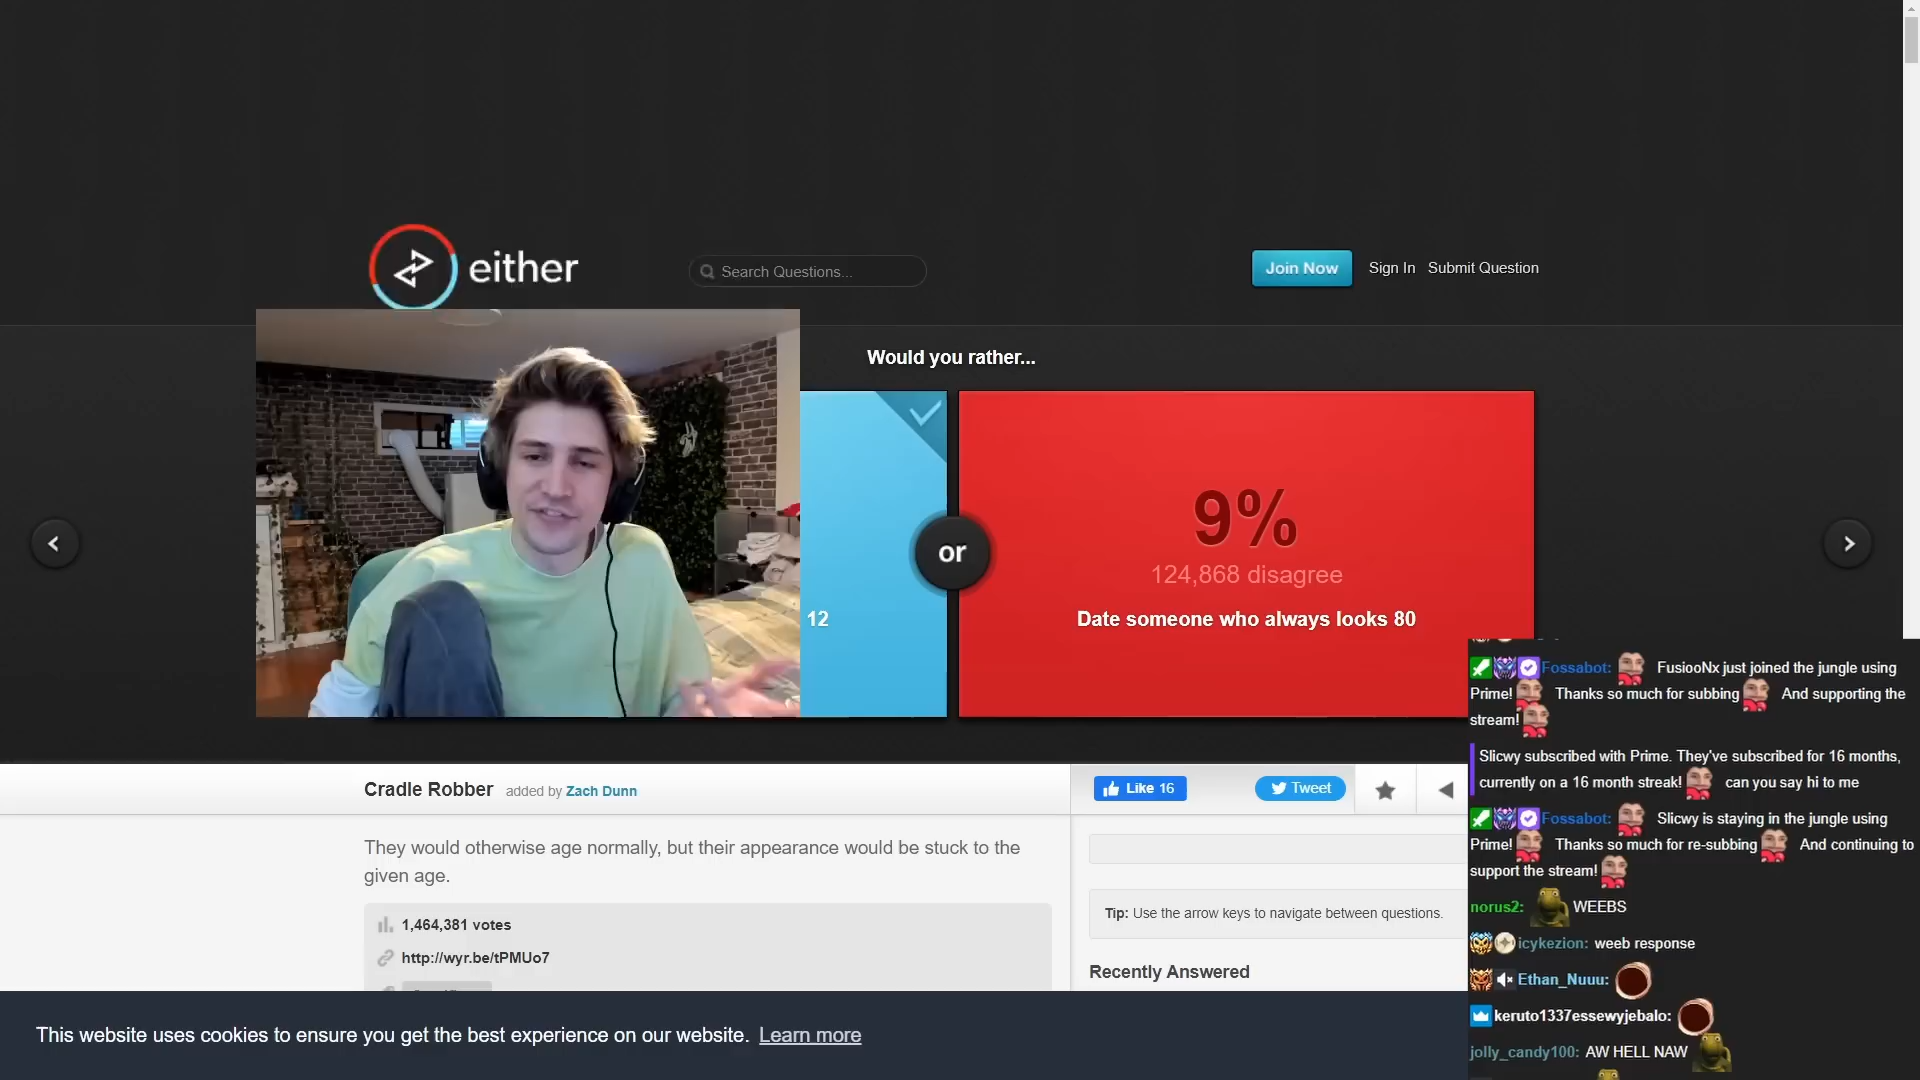 either
Search Questions...
Join Now
Sign In
Submit Question
Would you rather...
12
or
9%
124,868 disagree
Date someone who always looks 80
Cradle Robber added by Zach Dunn
Like 16
Tweet
They would otherwise age normally, but their appearance would be stuck to the
given age.
1,464,381 votes
http://wyr.be/tPMUo7
Tip: Use the arrow keys to navigate between questions.
Recently Answered
This website uses cookies to ensure you get the best experience on our website. Learn more
Fossabot: FusiooNx just joined the jungle using
Prime! Thanks so much for subbing And supporting the
stream!
Slicwy subscribed with Prime. They've subscribed for 16 months,
currently on a 16 month streak! can you say hi to me
Fossabot: Slicwy is staying in the jungle using
Prime! Thanks so much for re-subbing And continuing to
support the stream!
norus2: WEEBS
icykezion: weeb response
Ethan_Nuuu:
keruto1337essewyjebalo:
jolly_candy100: AW HELL NAW